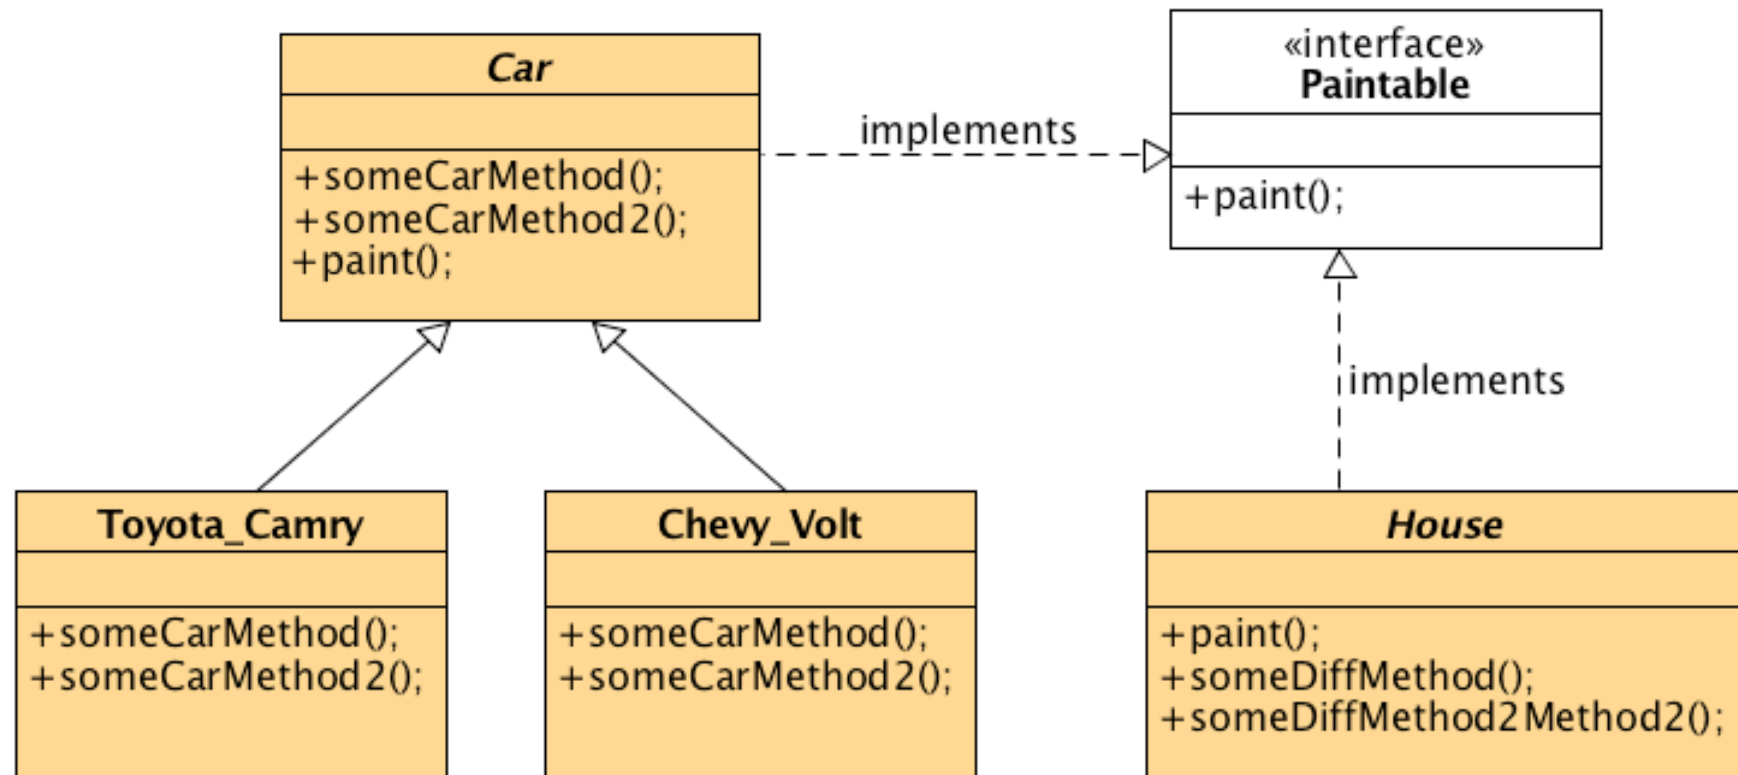 Car
+someCarMethod();
+someCarMethod2();
+paint();
implements
«interface»
Paintable
+paint();
implements
Toyota_Camry
+someCarMethod();
+someCarMethod2();
Chevy_Volt
+someCarMethod();
+someCarMethod2();
House
+paint();
+someDiffMethod();
+someDiffMethod2Method2();